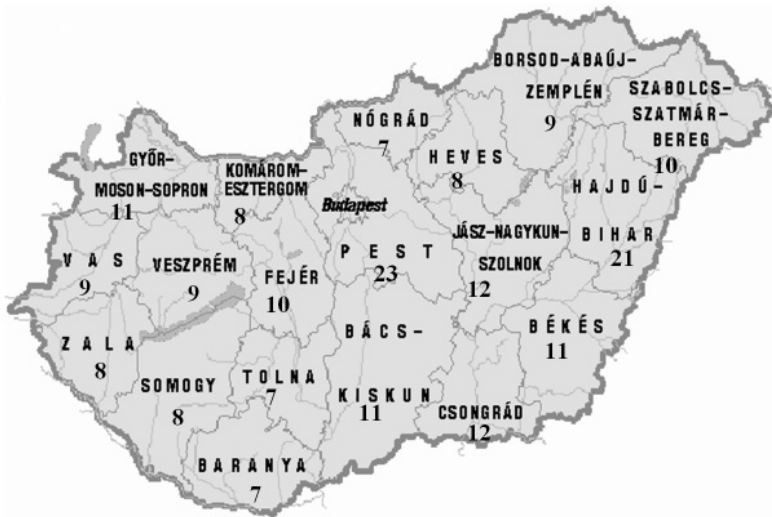 BORSOD-ABAÚJ-
ZEMPLÉN
9
SZABOLCS-
SZATMÁR-
BEREG
10
NÓGRÁD
7
HEVES
8
HAJDÚ-
BIHAR
21
GYŐR-
MOSON-SOPRON
11
KOMÁROM-
ESZTERGOM
8
Budapest
PEST
23
JÁSZ-NAGYKUN-
SZOLNOK
12
VAS
9
VESZPRÉM
9
FEJÉR
10
BÁCS-
KISKUN
11
BÉKÉS
11
ZALA
8
SOMOGY
8
TOLNA
7
CSONGRÁD
12
BARANYA
7